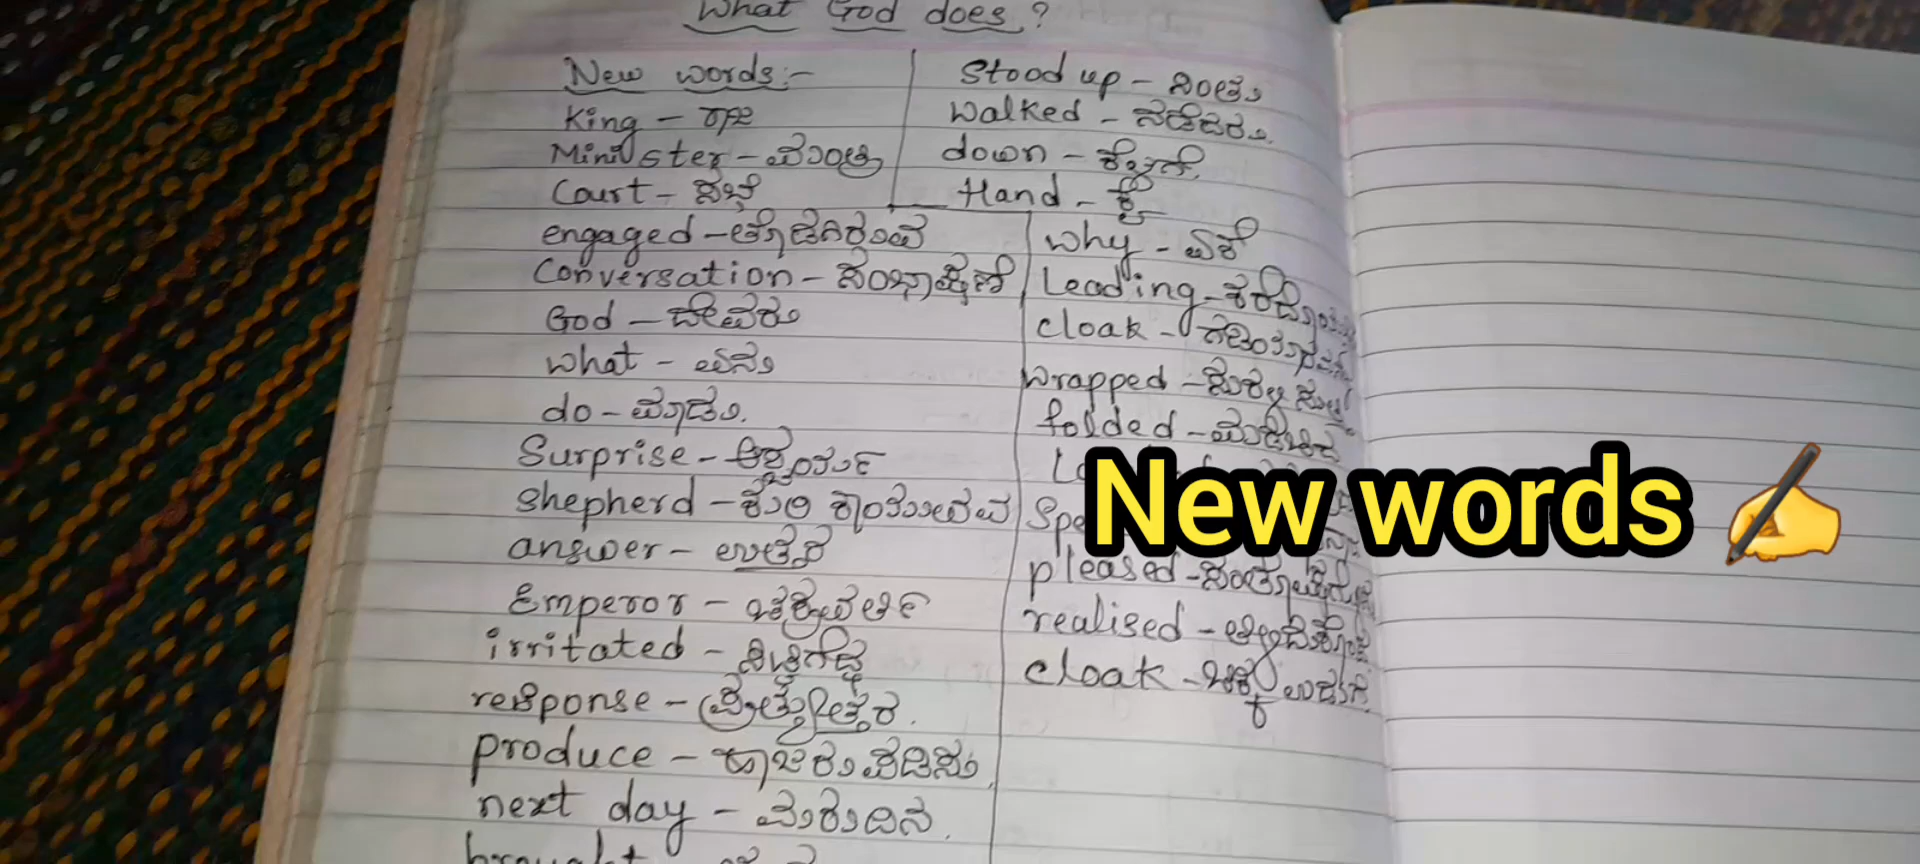 What God does ?
New words:-
King - ರಾಜ
Minister - ಮಂತ್ರಿ
Court - ಸಭೆ
engaged - ತೊಡಗಿರುವ
Conversation - ಸಂಭಾಷಣೆ
God - ದೇವರು
what - ಏನು
do - ಮಾಡು.
Surprise - ಆಶ್ಚರ್ಯ
Shepherd - ಕುರಿ ಕಾಯುವವ
answer - ಉತ್ತರ
Emperor - ಚಕ್ರವರ್ತಿ
irritated - ಸಿಟ್ಟಿಗೆದ್ದ
response - ಪ್ರತ್ಯುತ್ತರ.
produce - ಹಾಜರುಪಡಿಸು.
next day - ಮರುದಿನ.
Stood up - ನಿಂತು
walked - ನಡೆದರು.
down - ಕೆಳಗೆ.
Hand - ಕೈ
why - ಏಕೆ
Leading -
cloak -
Wrapped -
folded -
pleased -
realised -
cloak -
New words ✍